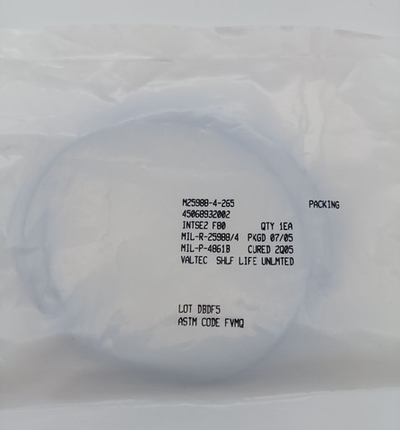 M25988-4-265 PACKING
45068932002
INTSE2 F80 QTY 1EA
MIL-R-25988/4 PKGD 07/05
MIL-P-4861B CURED 2Q05
VALTEC SHLF LIFE UNLMTED
LOT DBDF5
ASTM CODE FVMQ